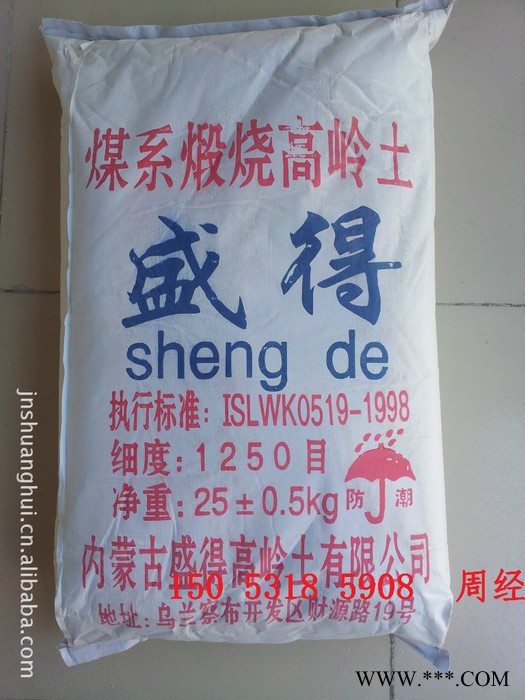 煤系煅烧高岭土
盛得
sheng de
执行标准: ISLWK0519-1998
细度: 1250目
净重: 25±0.5kg 防潮
内蒙古盛得高岭土有限公司
150 5318 5908 周经
地址: 乌兰察布开发区财源路19号
jnshuanghui.cn.alibaba.com
www.***.COM